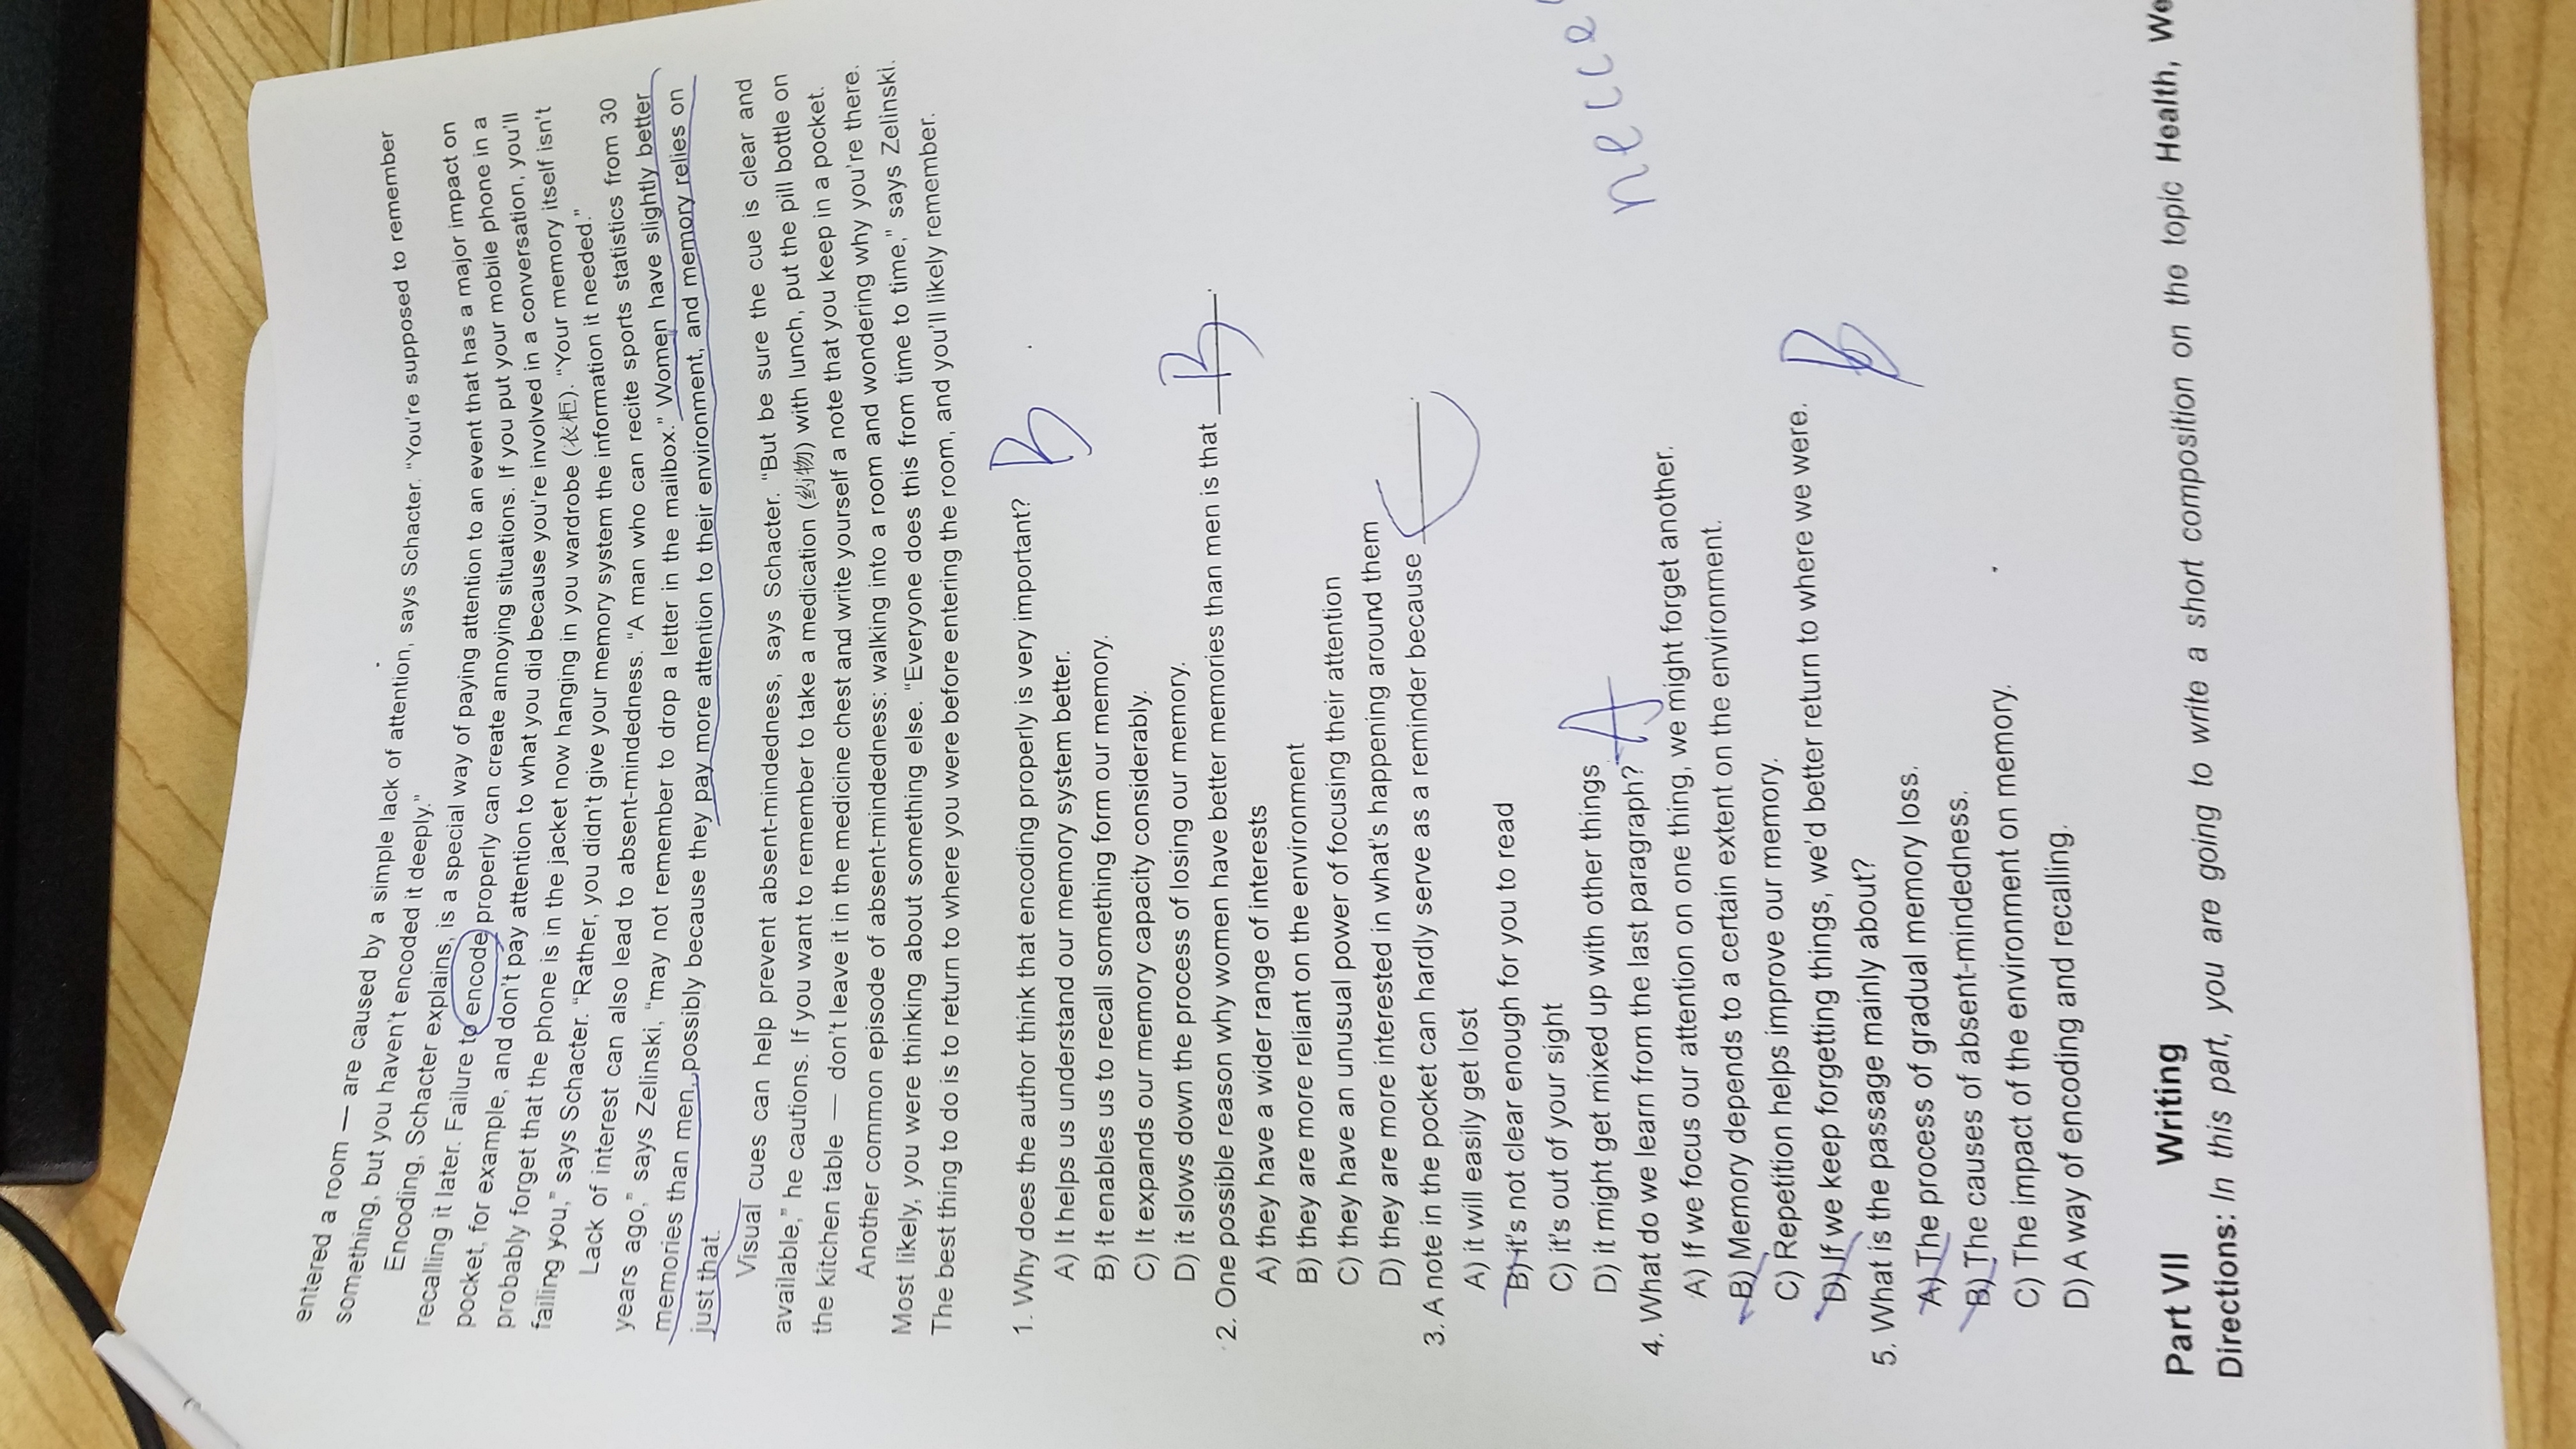 entered a room — are caused by a simple lack of attention, says Schacter. “You're supposed to remember
something, but you haven't encoded it deeply.”
Encoding, Schacter explains, is a special way of paying attention to an event that has a major impact on
recalling it later. Failure to encode properly can create annoying situations. If you put your mobile phone in a
pocket, for example, and don't pay attention to what you did because you're involved in a conversation, you'll
probably forget that the phone is in the jacket now hanging in you wardrobe (衣柜). “Your memory itself isn't
failing you,” says Schacter. “Rather, you didn't give your memory system the information it needed.”
Lack of interest can also lead to absent-mindedness. “A man who can recite sports statistics from 30
years ago,” says Zelinski, “may not remember to drop a letter in the mailbox.” Women have slightly better
memories than men, possibly because they pay more attention to their environment, and memory relies on
just that.
Visual cues can help prevent absent-mindedness, says Schacter. “But be sure the cue is clear and
available,” he cautions. If you want to remember to take a medication (药物) with lunch, put the pill bottle on
the kitchen table — don't leave it in the medicine chest and write yourself a note that you keep in a pocket.
Another common episode of absent-mindedness: walking into a room and wondering why you're there.
Most likely, you were thinking about something else. “Everyone does this from time to time,” says Zelinski.
The best thing to do is to return to where you were before entering the room, and you'll likely remember.
1. Why does the author think that encoding properly is very important? B
A) It helps us understand our memory system better.
B) It enables us to recall something form our memory.
C) It expands our memory capacity considerably.
D) it slows down the process of losing our memory.
2. One possible reason why women have better memories than men is that B.
A) they have a wider range of interests
B) they are more reliant on the environment
C) they have an unusual power of focusing their attention
D) they are more interested in what's happening around them
3. A note in the pocket can hardly serve as a reminder because C.
A) it will easily get lost
B) it's not clear enough for you to read
C) it's out of your sight
D) it might get mixed up with other things
4. What do we learn from the last paragraph? A
A) If we focus our attention on one thing, we might forget another.
B) Memory depends to a certain extent on the environment.
C) Repetition helps improve our memory.
D) If we keep forgetting things, we'd better return to where we were.
5. What is the passage mainly about? B
A) The process of gradual memory loss.
B) The causes of absent-mindedness.
C) The impact of the environment on memory.
D) A way of encoding and recalling.
necce
Part VII Writing
Directions: In this part, you are going to write a short composition on the topic Health, We